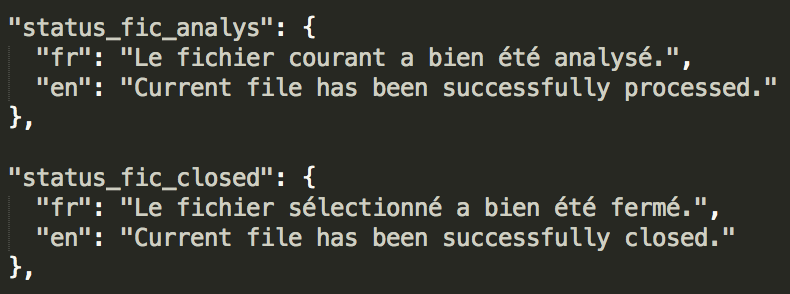 "status_fic_analys": {
"fr": "Le fichier courant a bien été analysé.",
"en": "Current file has been successfully processed."
},
"status_fic_closed": {
"fr": "Le fichier sélectionné a bien été fermé.",
"en": "Current file has been successfully closed."
},